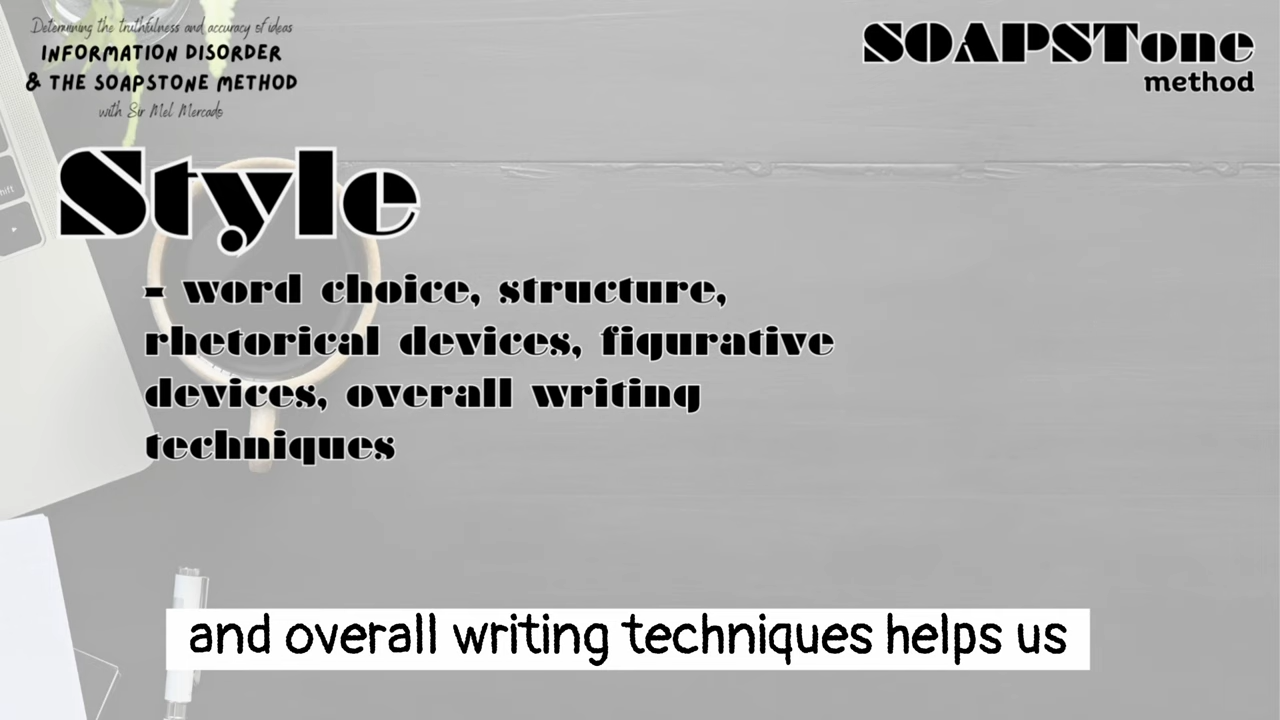 Determining the truthfulness and accuracy of ideas
INFORMATION DISORDER
& THE SOAPSTONE METHOD
with Sir Mel Mercado
SOAPSTone
method
Style
- word choice, structure,
rhetorical devices, figurative
devices, overall writing
techniques
and overall writing techniques helps us
shift